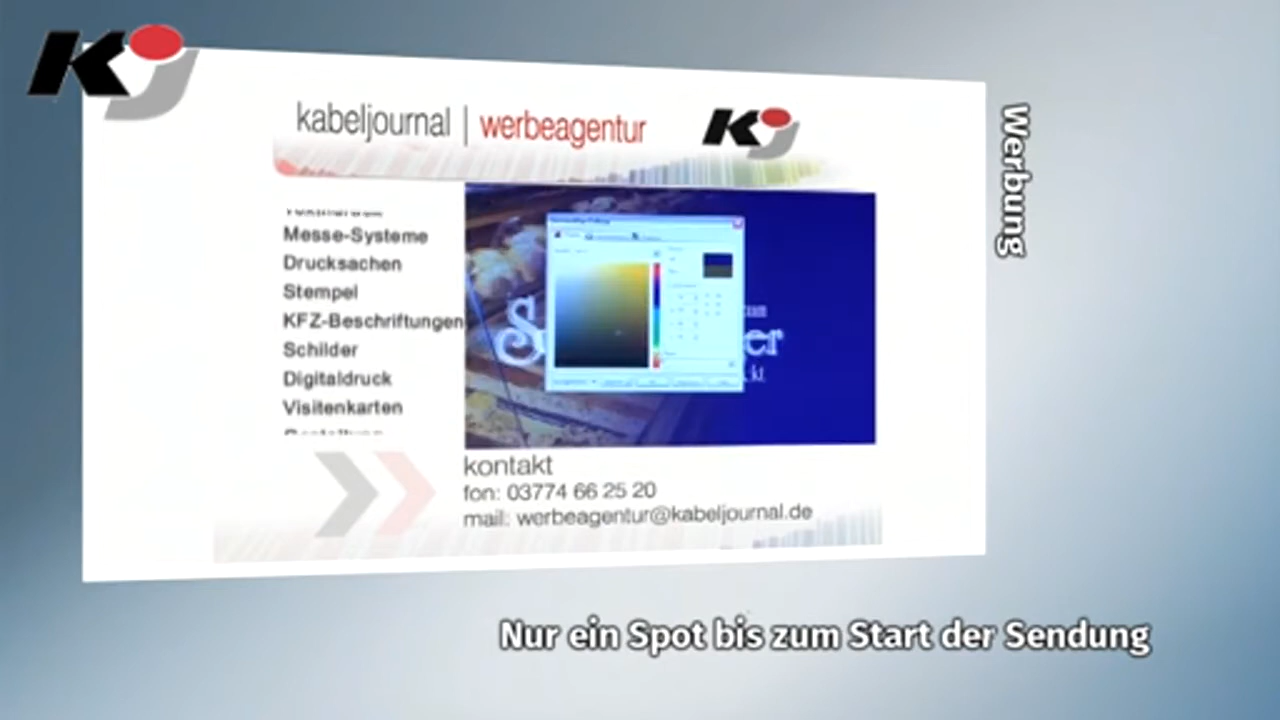 KJ
kabeljournal | werbeagentur KJ
Messe-Systeme
Drucksachen
Stempel
KFZ-Beschriftungen
Schilder
Digitaldruck
Visitenkarten
kontakt
fon: 03774 66 25 20
mail: werbeagentur@kabeljournal.de
Werbung
Nur ein Spot bis zum Start der Sendung